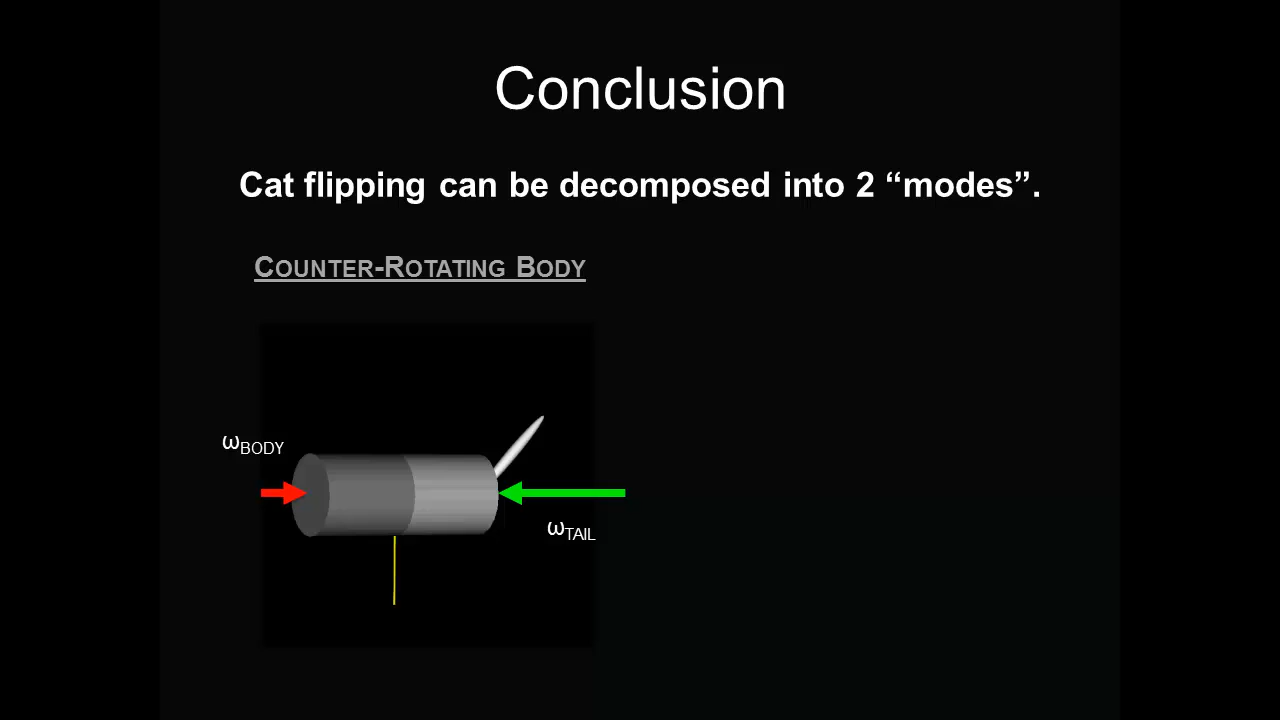 Conclusion
Cat flipping can be decomposed into 2 “modes”.
COUNTER-ROTATING BODY
ωBODY
ωTAIL